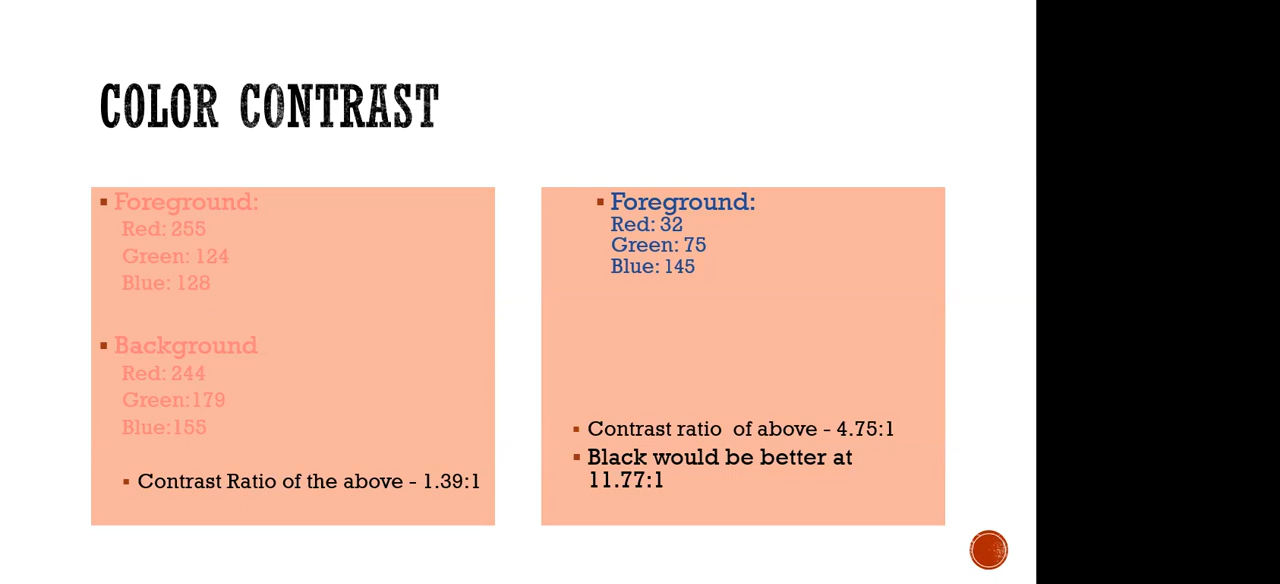 COLOR CONTRAST
Foreground:
Red: 255
Green: 124
Blue: 128
Background
Red: 244
Green:179
Blue:155
Contrast Ratio of the above - 1.39:1
Foreground:
Red: 32
Green: 75
Blue: 145
Contrast ratio  of above - 4.75:1
Black would be better at
11.77:1